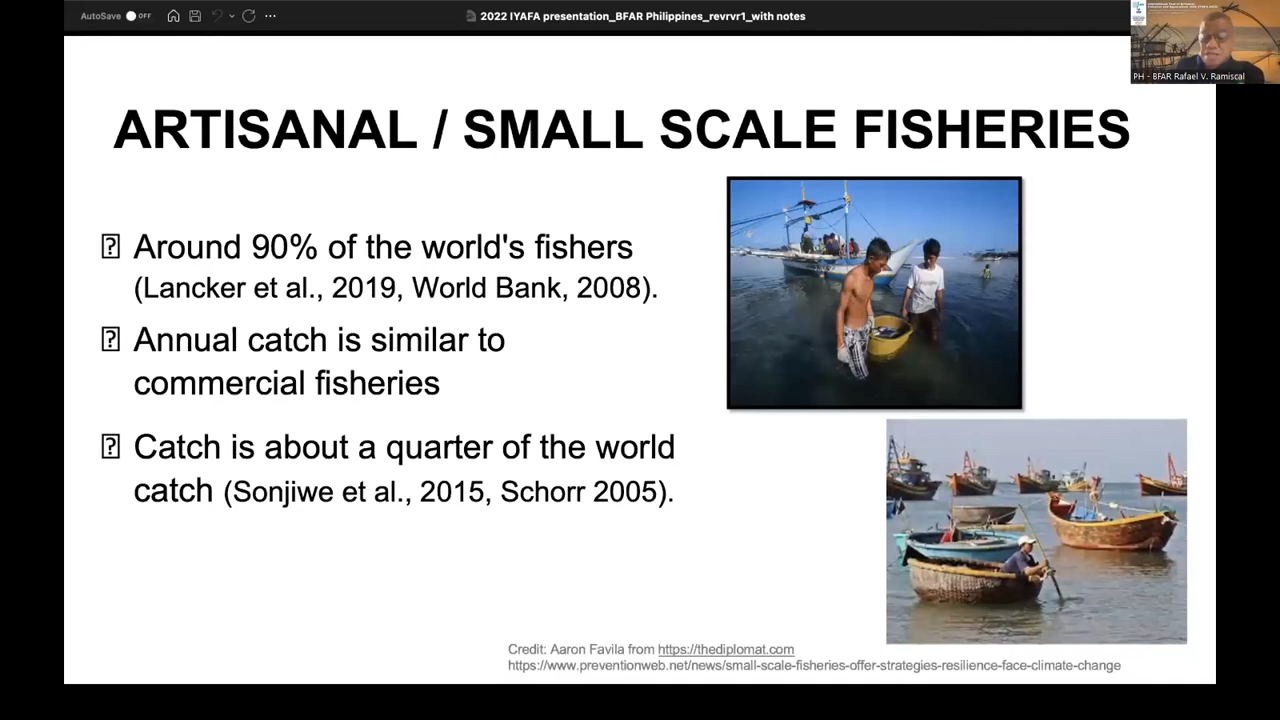 AutoSave OFF
2022 IYAFA presentation_BFAR Philippines_revrvr1_with notes
PH - BFAR Rafael V. Ramiscal
ARTISANAL / SMALL SCALE FISHERIES
Around 90% of the world's fishers
(Lancker et al., 2019, World Bank, 2008).
Annual catch is similar to
commercial fisheries
Catch is about a quarter of the world
catch (Sonjiwe et al., 2015, Schorr 2005).
Credit: Aaron Favila from https://thediplomat.com
https://www.preventionweb.net/news/small-scale-fisheries-offer-strategies-resilience-face-climate-change